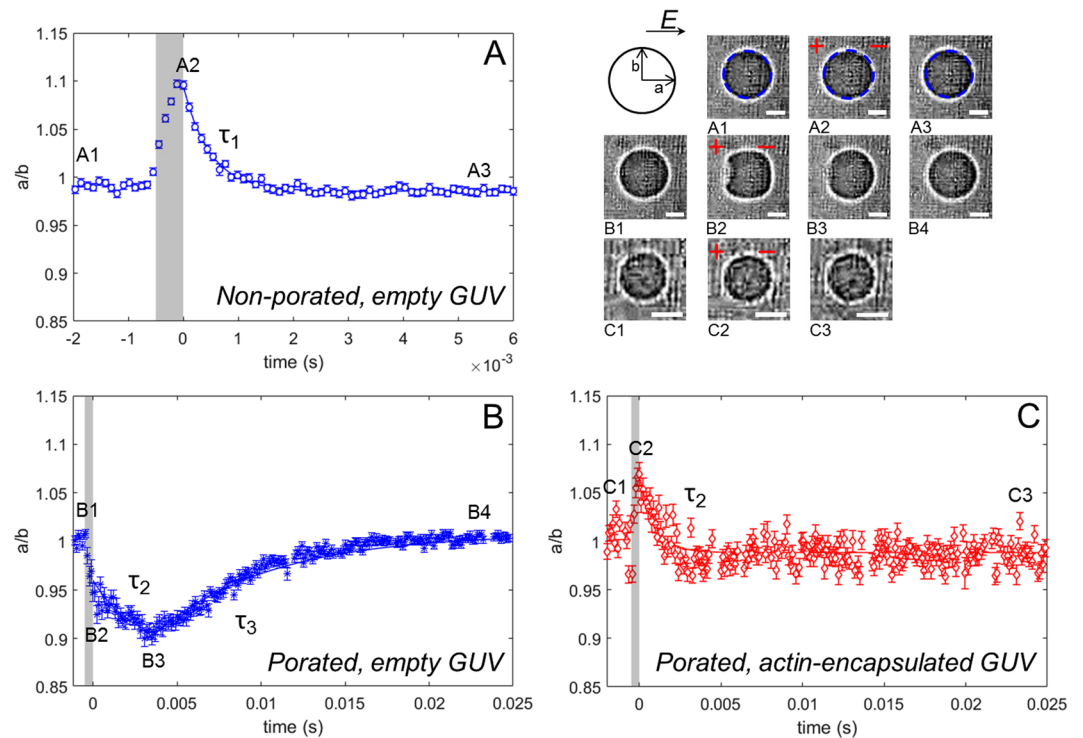 A
1.15
1.1
1.05
1
0.95
0.9
0.85
a/b
A1
A2
τ1
A3
Non-porated, empty GUV
-2 -1 0 1 2 3 4 5 6
time (s)
×10-3
E
b
a
+ −
A1 A2 A3
+ −
B1 B2 B3 B4
+ −
C1 C2 C3
B
1.15
1.1
1.05
1
0.95
0.9
0.85
a/b
B1
B4
τ2
B2
τ3
B3
Porated, empty GUV
0 0.005 0.01 0.015 0.02 0.025
time (s)
C
1.15
1.1
1.05
1
0.95
0.9
0.85
a/b
C2
C1
τ2
C3
Porated, actin-encapsulated GUV
0 0.005 0.01 0.015 0.02 0.025
time (s)